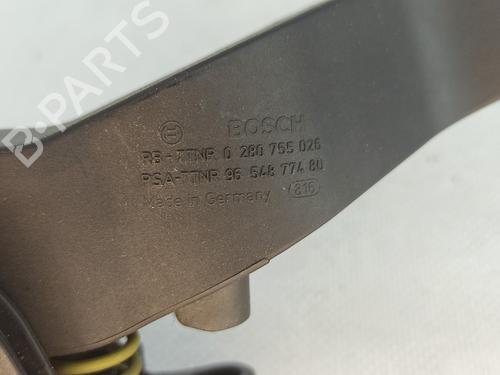 BOSCH
RB-TTNR 0 280 755 026
PSA-TTNR 96 548 774 80
Made in Germany 816
B-PARTS